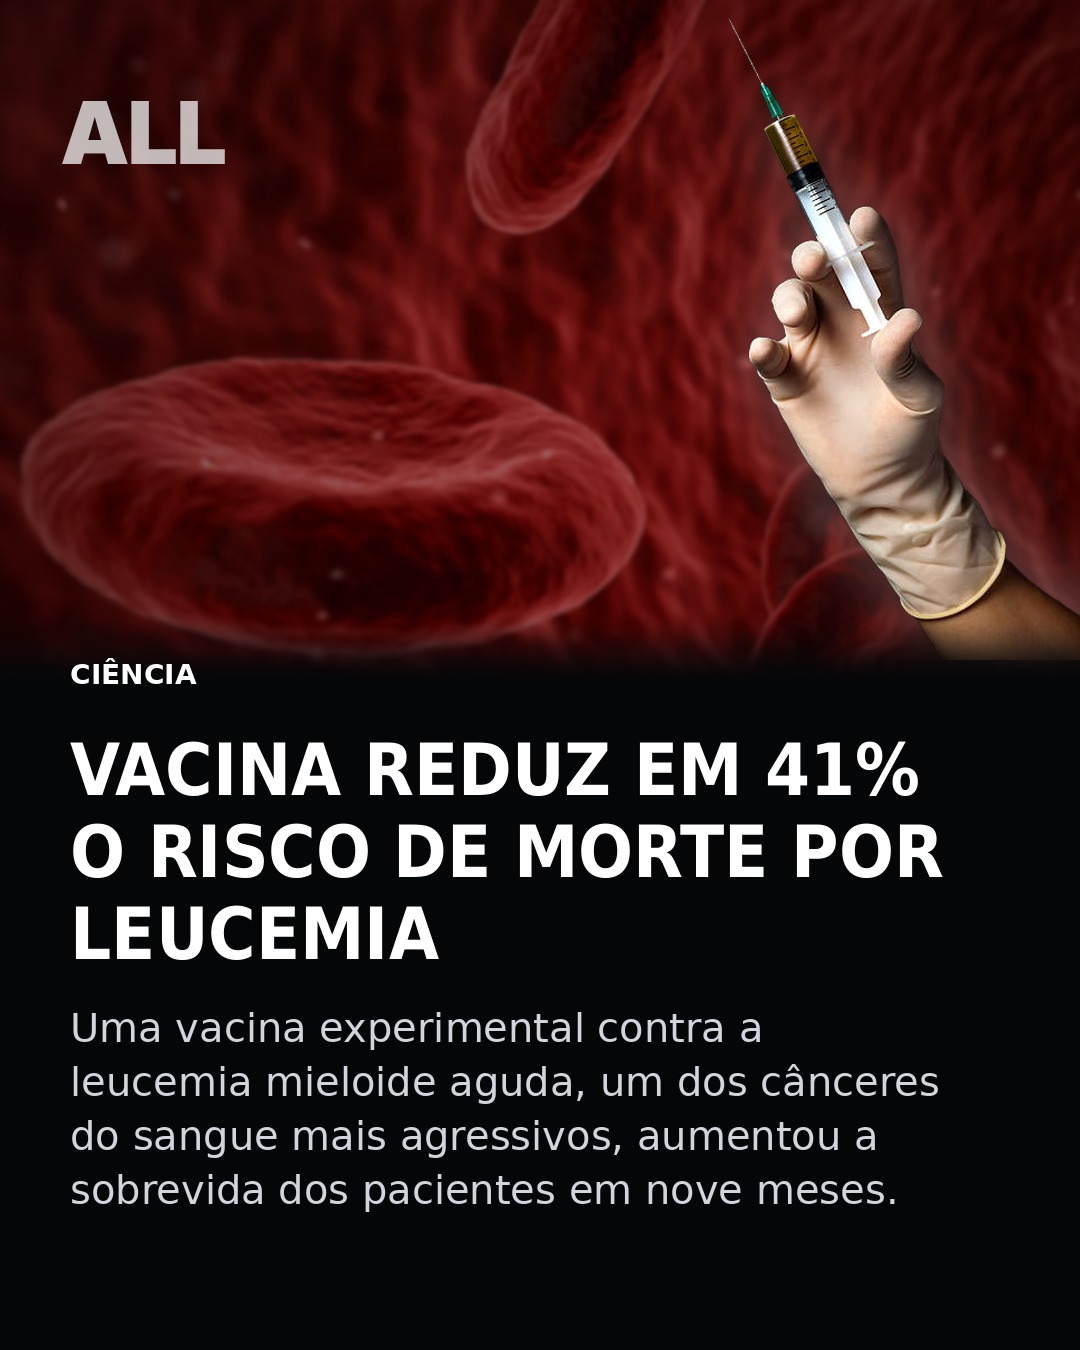 ALL
CIÊNCIA
VACINA REDUZ EM 41%
O RISCO DE MORTE POR
LEUCEMIA
Uma vacina experimental contra a
leucemia mieloide aguda, um dos cânceres
do sangue mais agressivos, aumentou a
sobrevida dos pacientes em nove meses.